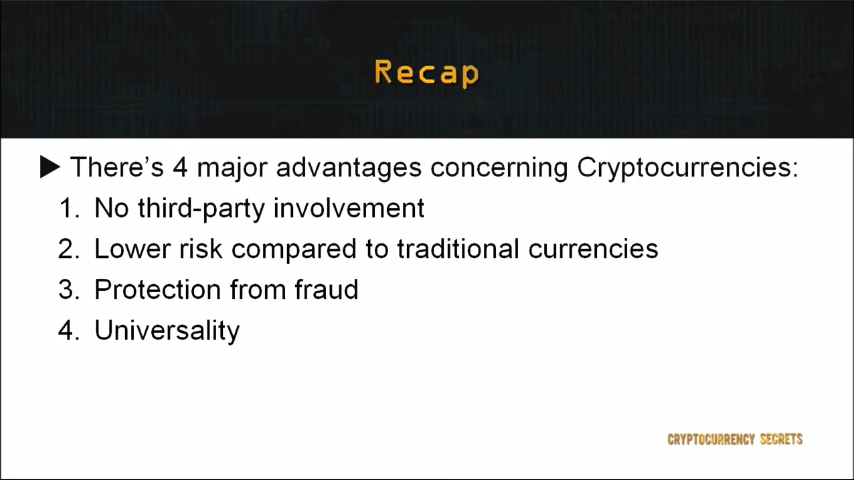 Recap
▶ There's 4 major advantages concerning Cryptocurrencies:
1. No third-party involvement
2. Lower risk compared to traditional currencies
3. Protection from fraud
4. Universality
CRYPTOCURRENCY SECRETS